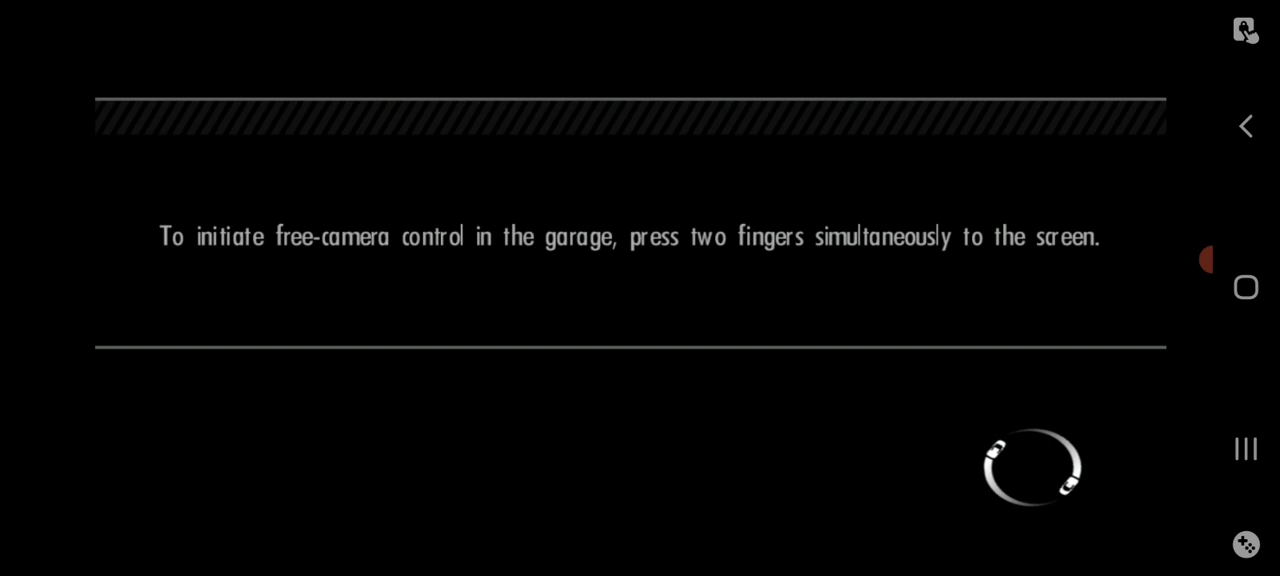 To initiate free-camera control in the garage, press two fingers simultaneously to the screen.